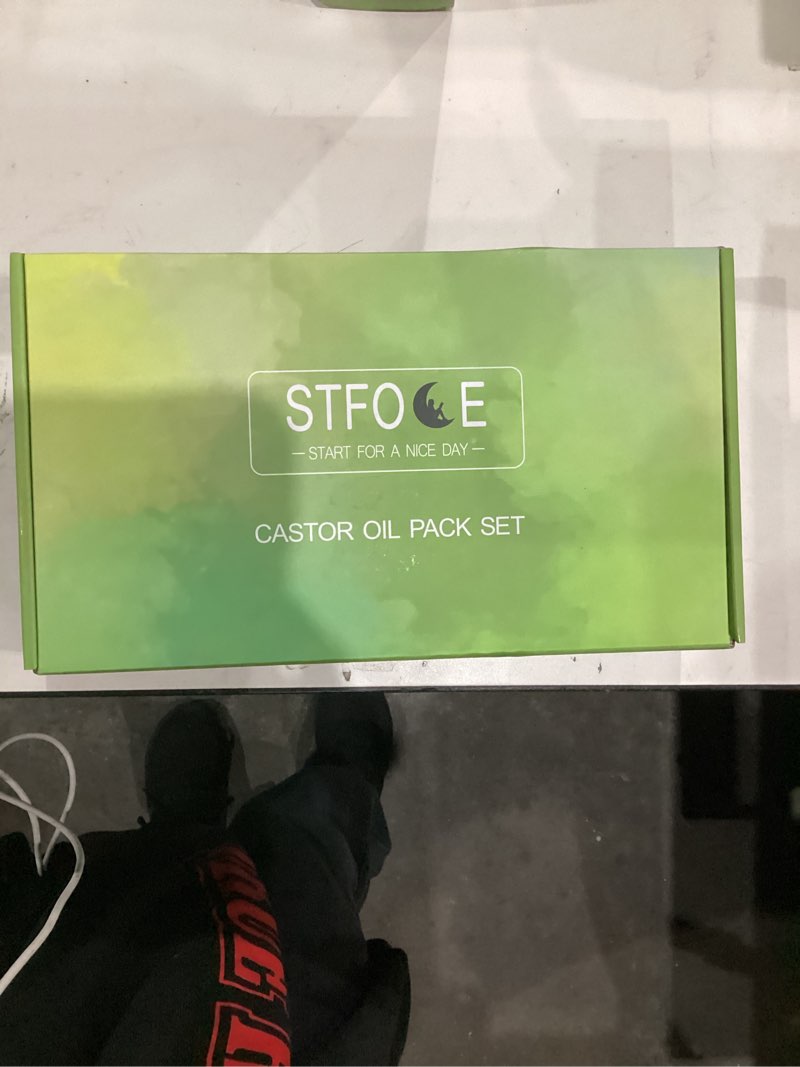 STFOCE
—START FOR A NICE DAY—
CASTOR OIL PACK SET